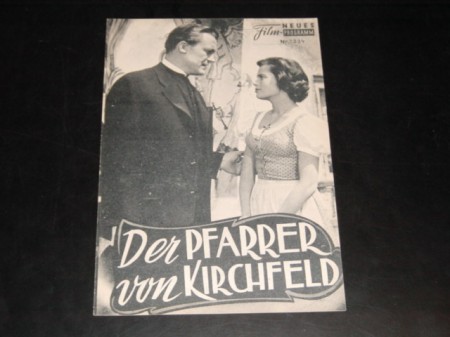 NEUES
Film-PROGRAMM
DER PFARRER
von KIRCHFELD